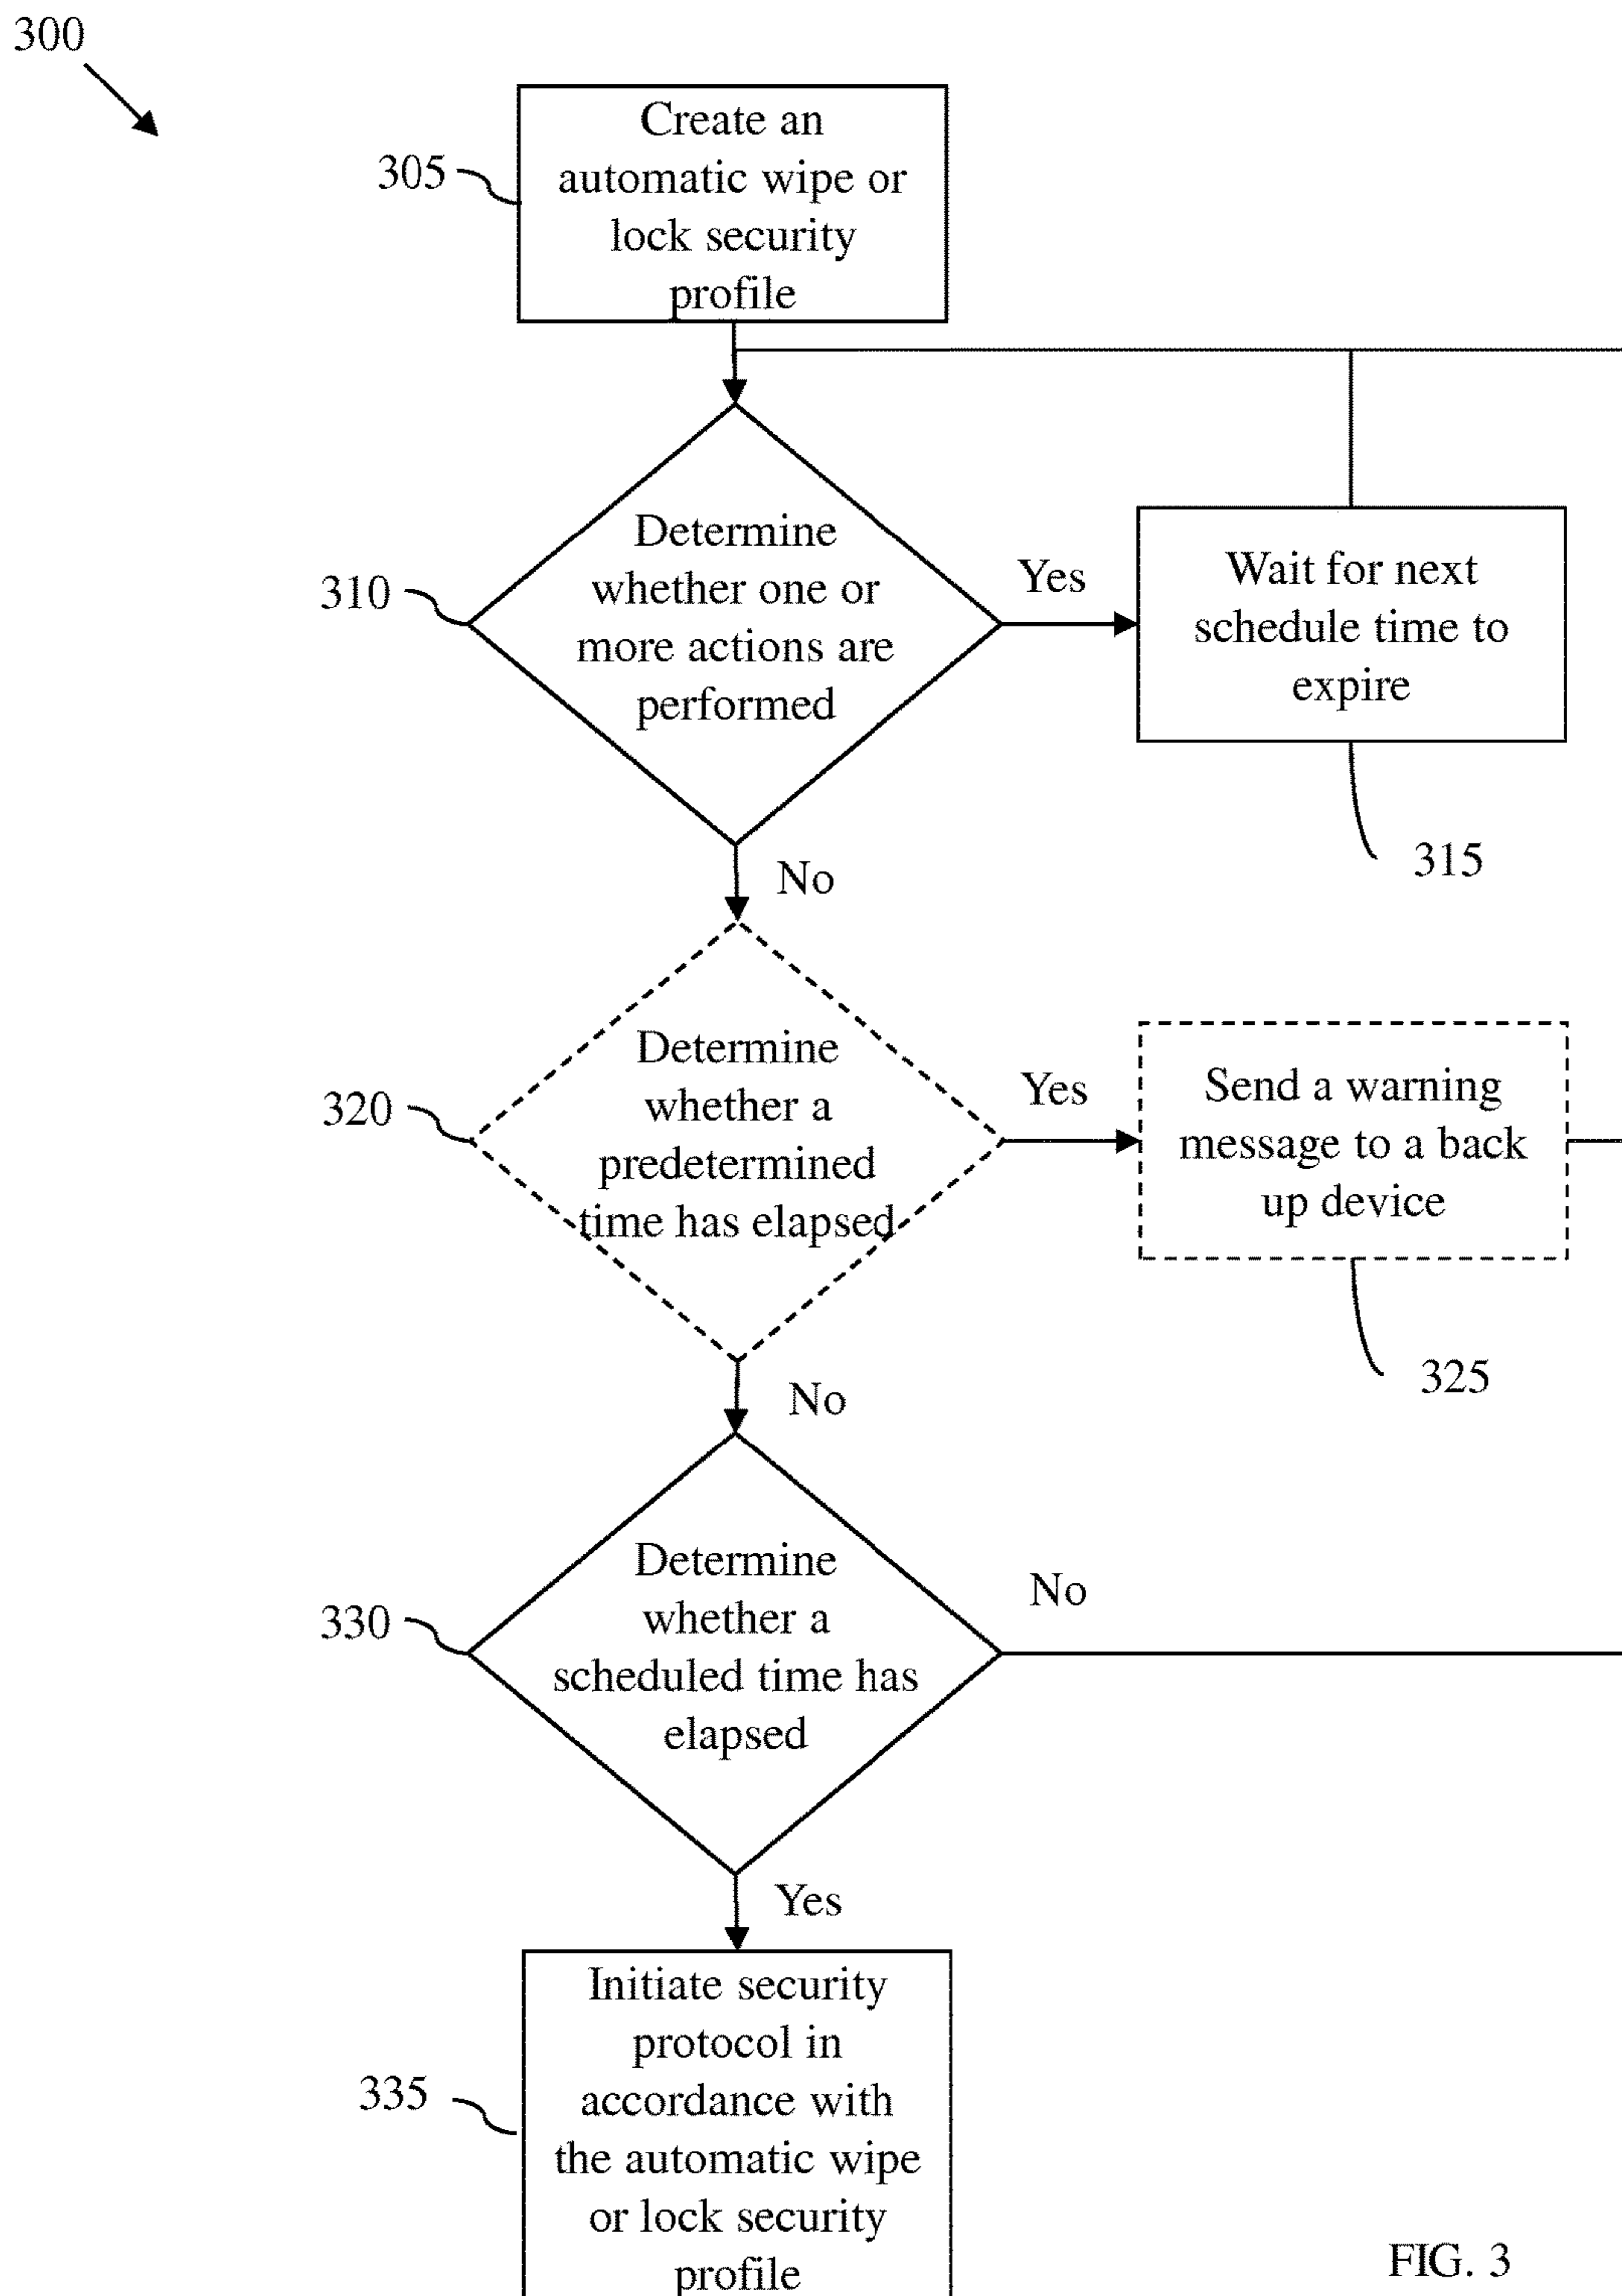 300
305
Create an
automatic wipe or
lock security
profile
310
Determine
whether one or
more actions are
performed
Yes
Wait for next
schedule time to
expire
315
No
320
Determine
whether a
predetermined
time has elapsed
Yes
Send a warning
message to a back
up device
325
No
330
Determine
whether a
scheduled time has
elapsed
No
Yes
335
Initiate security
protocol in
accordance with
the automatic wipe
or lock security
profile
FIG. 3